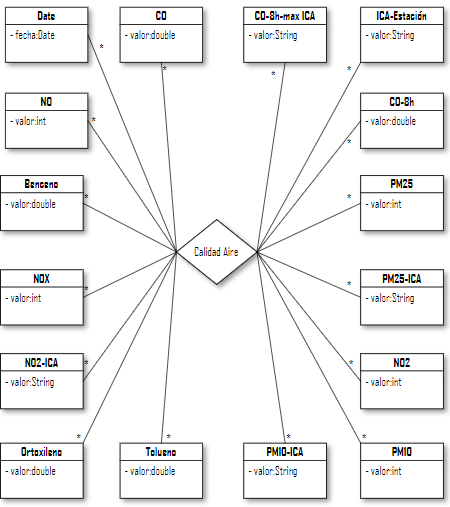 Date
- fecha:Date
*
CO
- valor:double
*
CO-8h-max ICA
- valor:String
*
ICA-Estación
- valor:String
*
NO
- valor:int
*
CO-8h
- valor:double
*
Benceno
- valor:double
*
PM25
- valor:int
*
Calidad Aire
NOX
- valor:int
*
PM25-ICA
- valor:String
*
NO2-ICA
- valor:String
*
NO2
- valor:int
*
Ortoxileno
- valor:double
*
Tolueno
- valor:double
*
PM10-ICA
- valor:String
*
PM10
- valor:int
*